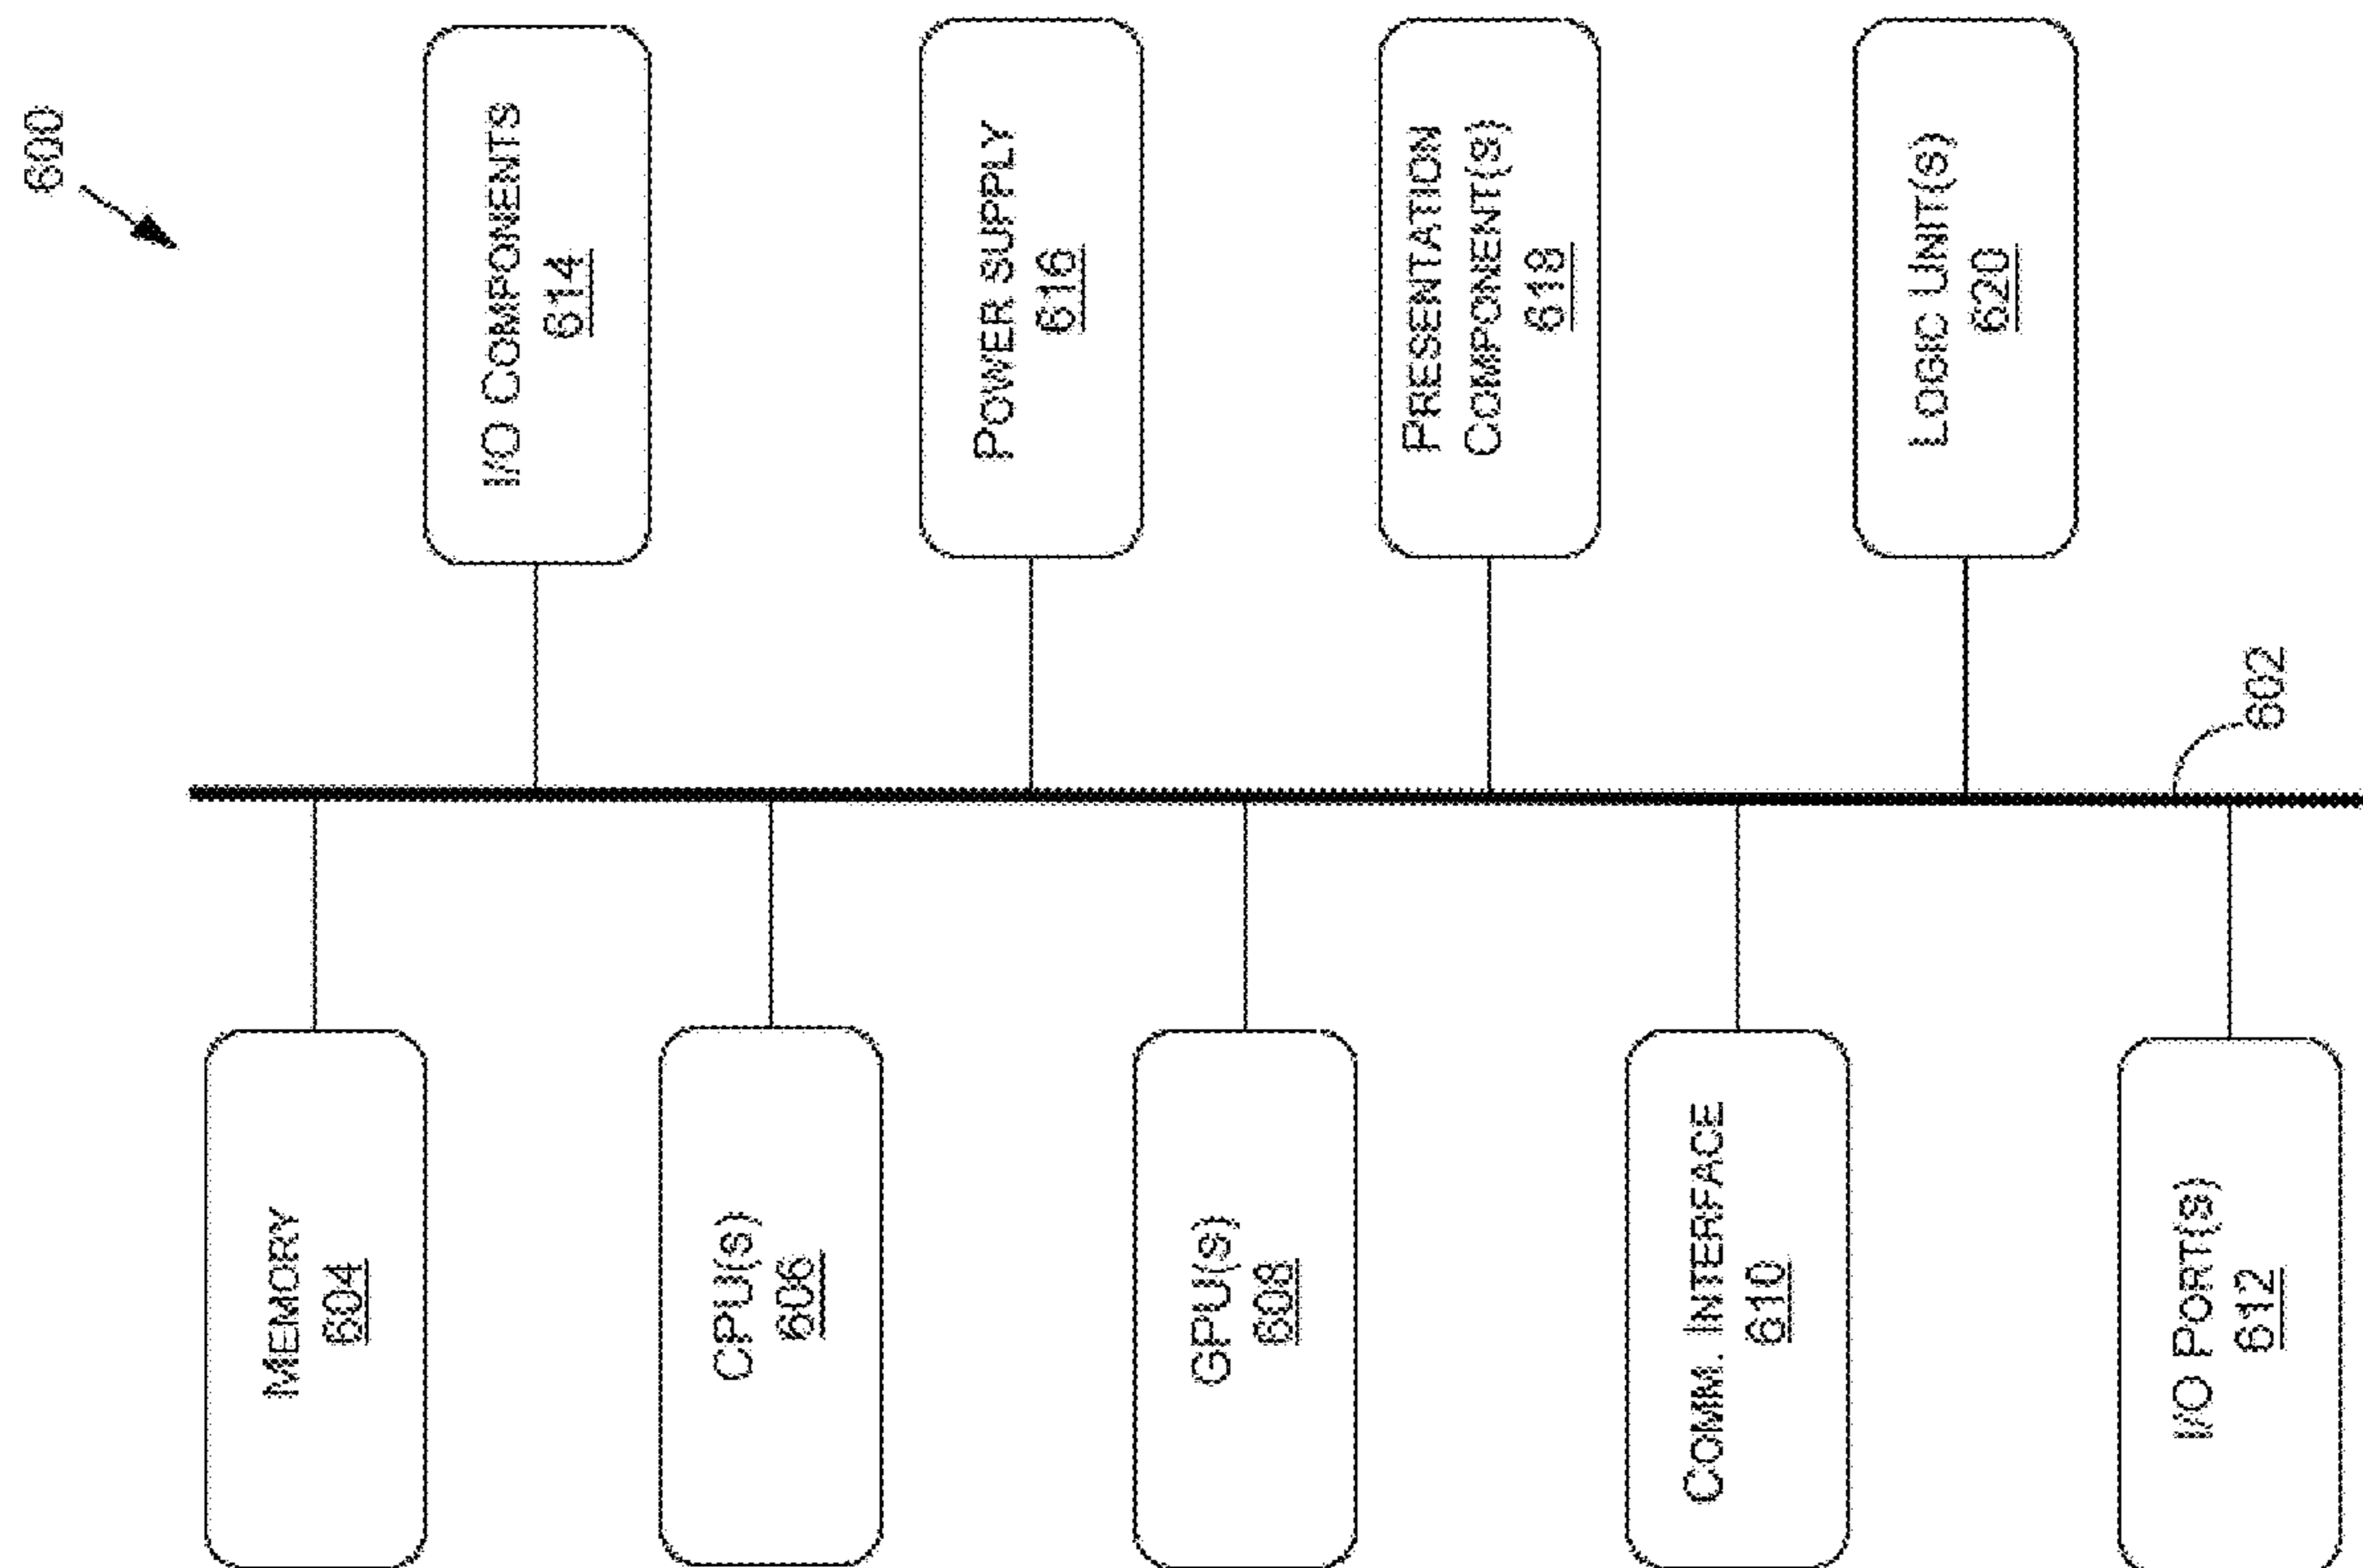 600
MEMORY
604
CPU(s)
606
GPU(s)
608
COMM. INTERFACE
610
I/O PORT(s)
612
I/O COMPONENTS
614
POWER SUPPLY
616
PRESENTATION
COMPONENT(s)
618
LOGIC UNIT(s)
620
602